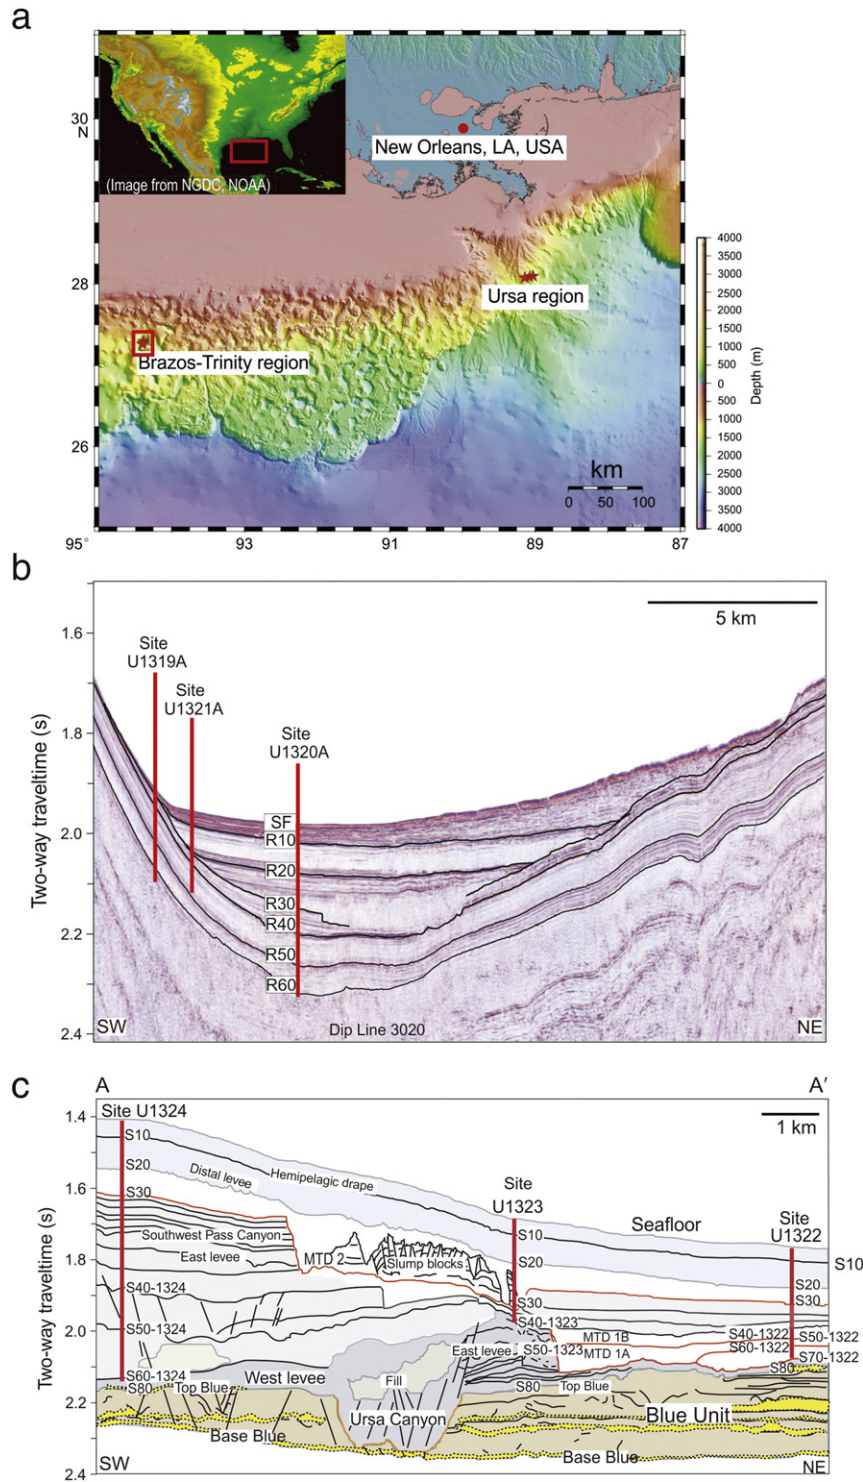 a
30
N
New Orleans, LA, USA
(Image from NGDC, NOAA)
28
Ursa region
Brazos-Trinity region
26
km
0 50 100
95° 93 91 89 87
4000
3500
3000
2500
2000
1500
1000
500
0
500
1000
1500
2000
2500
3000
3500
4000
Depth (m)
b
5 km
Two-way traveltime (s)
1.6
1.8
2.0
2.2
2.4
Site
U1319A
Site
U1321A
Site
U1320A
SF
R10
R20
R30
R40
R50
R60
SW
Dip Line 3020
NE
c
A
A′
1 km
Two-way traveltime (s)
1.4
1.6
1.8
2.0
2.2
2.4
Site U1324
S10
S20
S30
Distal levee
Hemipelagic drape
Southwest Pass Canyon
East levee
MTD 2
Slump blocks
S40-1324
S50-1324
S60-1324
S80
Top Blue
West levee
Base Blue
Fill
Ursa Canyon
Site
U1323
S10
S20
S30
S40-1323
East levee
S50-1323
S80
Top Blue
Seafloor
Site
U1322
S10
S20
S30
MTD 1B
MTD 1A
S40-1322
S50-1322
S60-1322
S70-1322
S80
Blue Unit
Base Blue
SW
NE